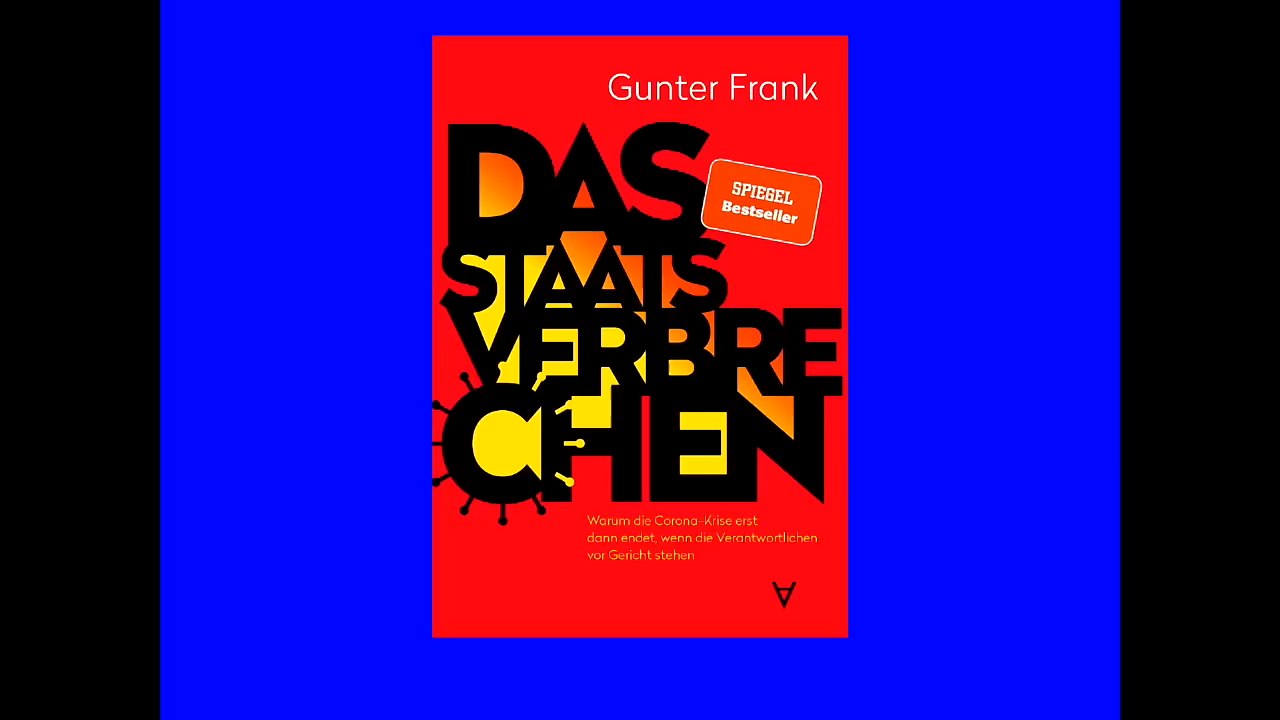 Gunter Frank
DAS
SPIEGEL
Bestseller
STAATS
VERBRE
CHEN
Warum die Corona-Krise erst
dann endet, wenn die Verantwortlichen
vor Gericht stehen